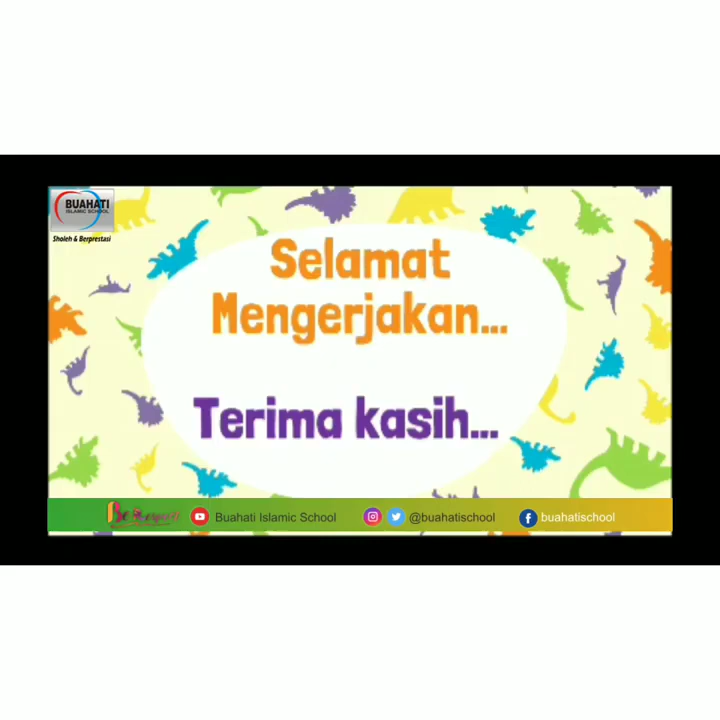 BUAHATI
ISLAMIC SCHOOL
Sholeh & Berprestasi
Selamat
Mengerjakan...
Terima kasih...
Buahati Islamic School
@buahatischool
buahatischool